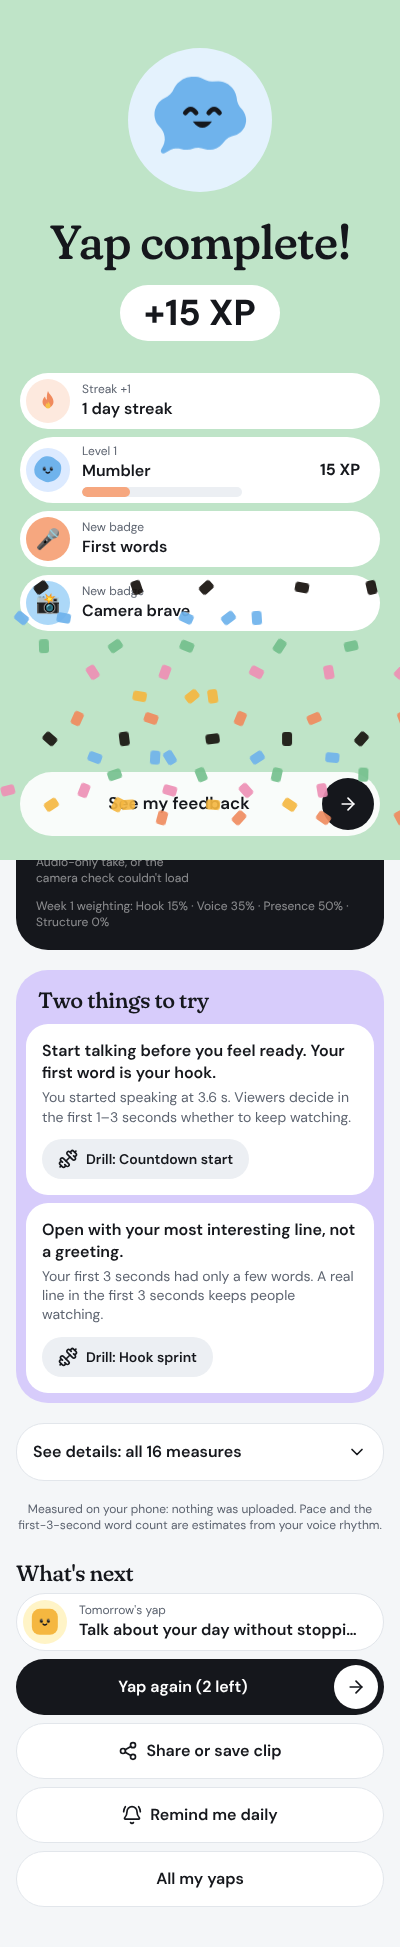 Yap complete!
+15 XP
Streak +1
1 day streak
Level 1
Mumbler
15 XP
New badge
First words
New badge
Camera brave
See my feedback
Audio-only take, or the
camera check couldn't load
Week 1 weighting: Hook 15% · Voice 35% · Presence 50% ·
Structure 0%
Two things to try
Start talking before you feel ready. Your
first word is your hook.
You started speaking at 3.6 s. Viewers decide in
the first 1–3 seconds whether to keep watching.
Drill: Countdown start
Open with your most interesting line, not
a greeting.
Your first 3 seconds had only a few words. A real
line in the first 3 seconds keeps people
watching.
Drill: Hook sprint
See details: all 16 measures
Measured on your phone: nothing was uploaded. Pace and the
first-3-second word count are estimates from your voice rhythm.
What's next
Tomorrow's yap
Talk about your day without stoppi...
Yap again (2 left)
Share or save clip
Remind me daily
All my yaps